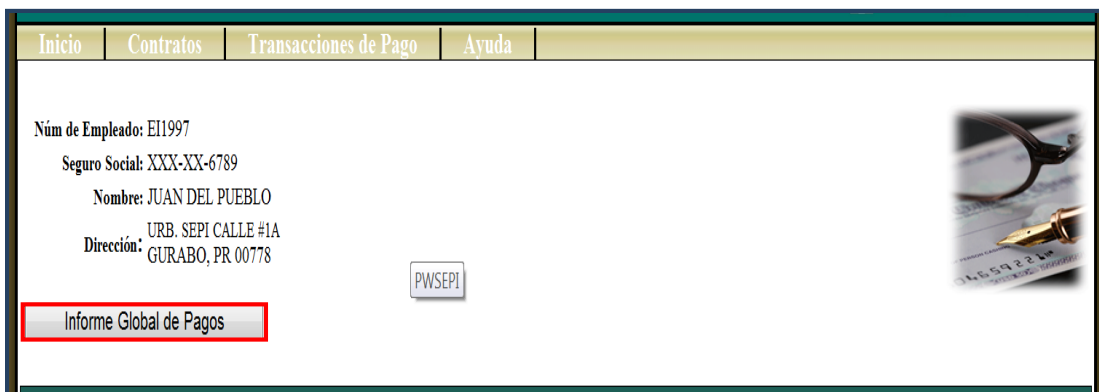 Inicio Contratos Transacciones de Pago Ayuda
Núm de Empleado: EI1997
Seguro Social: XXX-XX-6789
Nombre: JUAN DEL PUEBLO
Dirección: URB. SEPI CALLE #1A
GURABO, PR 00778
PWSEPI
Informe Global de Pagos